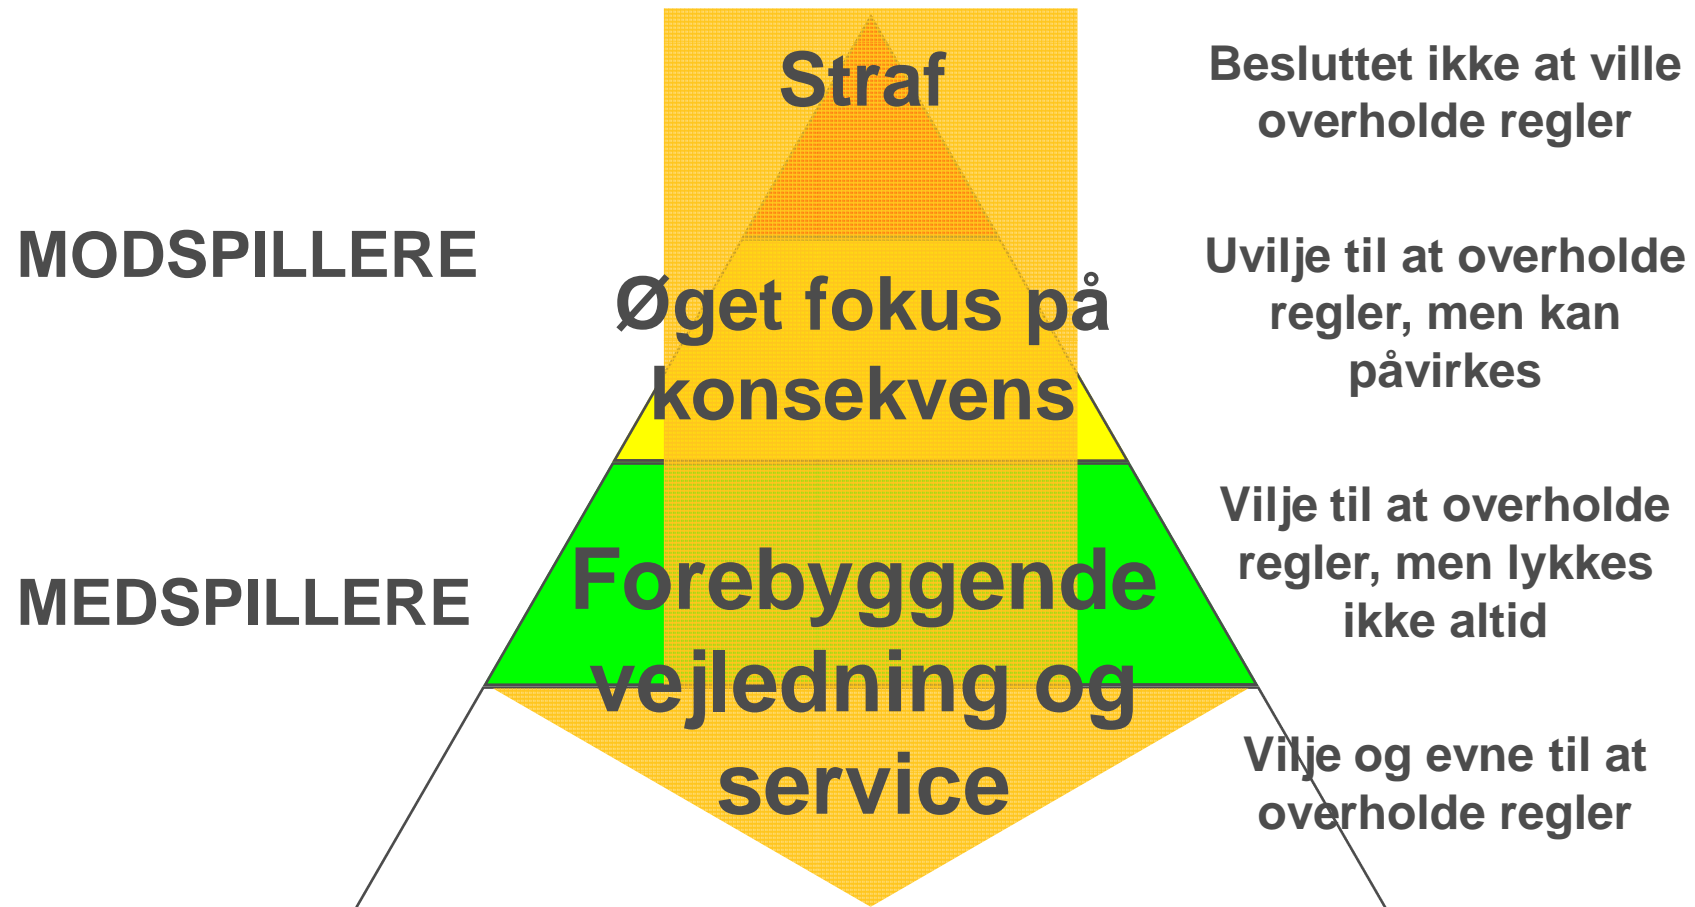 Straf
Besluttet ikke at ville
overholde regler
MODSPILLERE
Øget fokus på
konsekvens
Uvilje til at overholde
regler, men kan
påvirkes
MEDSPILLERE
Forebyggende
vejledning og
service
Vilje til at overholde
regler, men lykkes
ikke altid
Vilje og evne til at
overholde regler